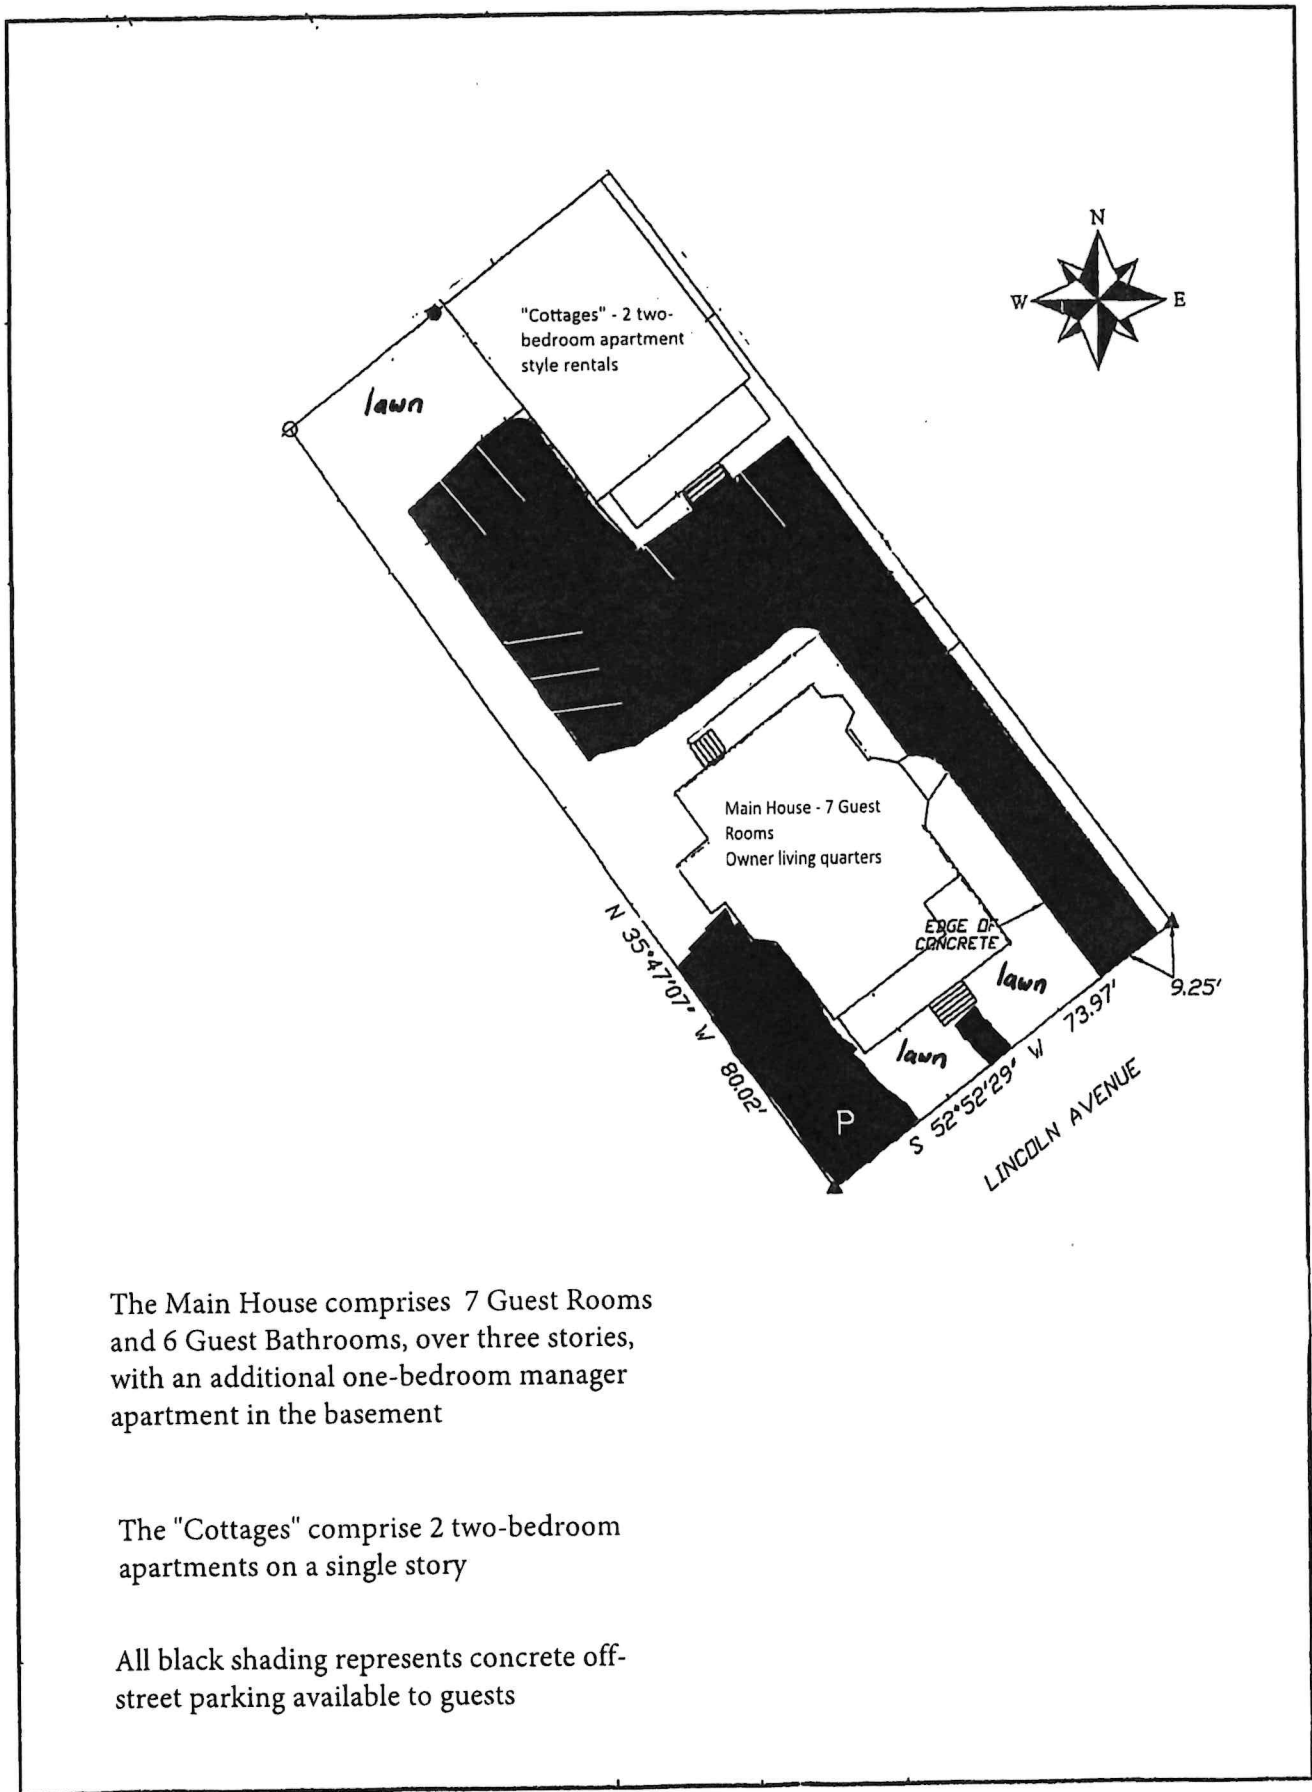 N
W E
"Cottages" - 2 two-
bedroom apartment
style rentals
lawn
Main House - 7 Guest
Rooms
Owner living quarters
EDGE OF
CONCRETE
lawn
9.25'
N 35°47'07" W 80.02'
lawn
73.97'
P
S 52°52'29" W
LINCOLN AVENUE
The Main House comprises 7 Guest Rooms
and 6 Guest Bathrooms, over three stories,
with an additional one-bedroom manager
apartment in the basement
The "Cottages" comprise 2 two-bedroom
apartments on a single story
All black shading represents concrete off-
street parking available to guests